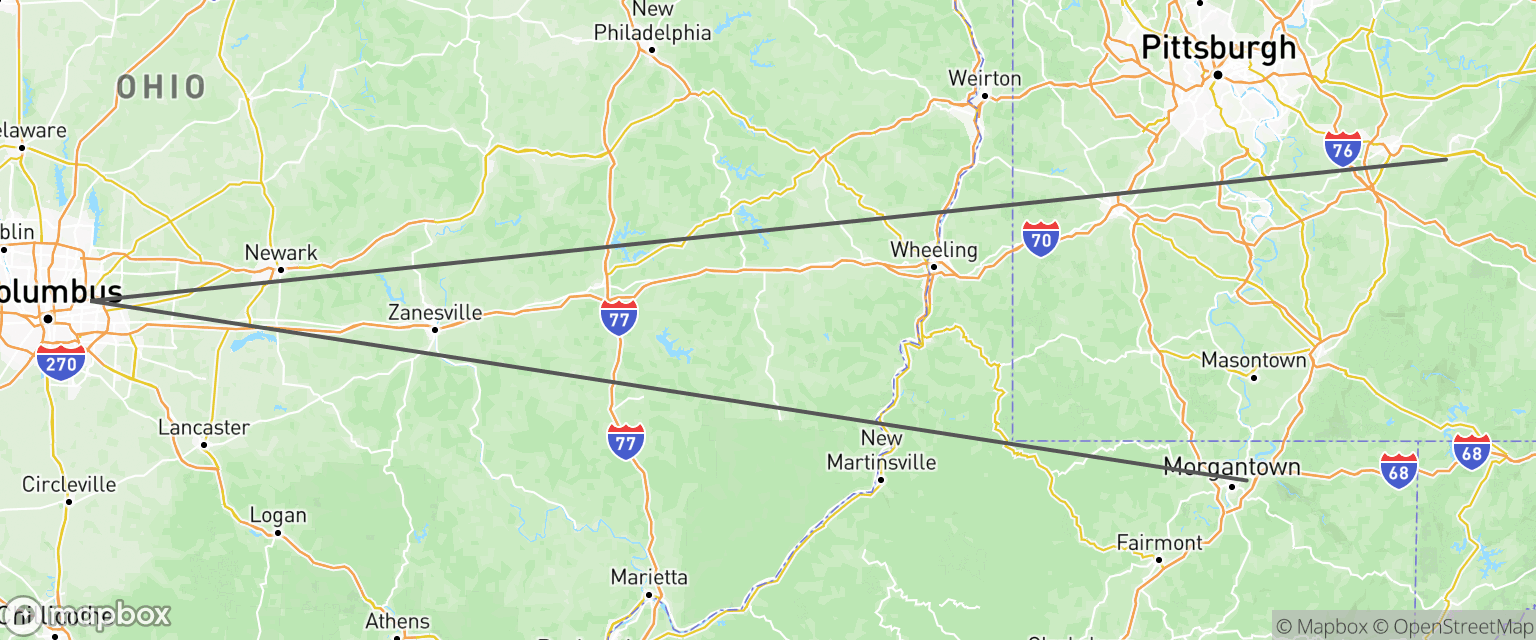 New
Philadelphia
Pittsburgh
OHIO
Weirton
elaware
76
blin
Newark
70
Wheeling
olumbus
Zanesville
77
270
Masontown
Lancaster
77
New
Martinsville
68
68
Morgantown
Circleville
Logan
Fairmont
Marietta
mapbox
Athens
© Mapbox © OpenStreetMap